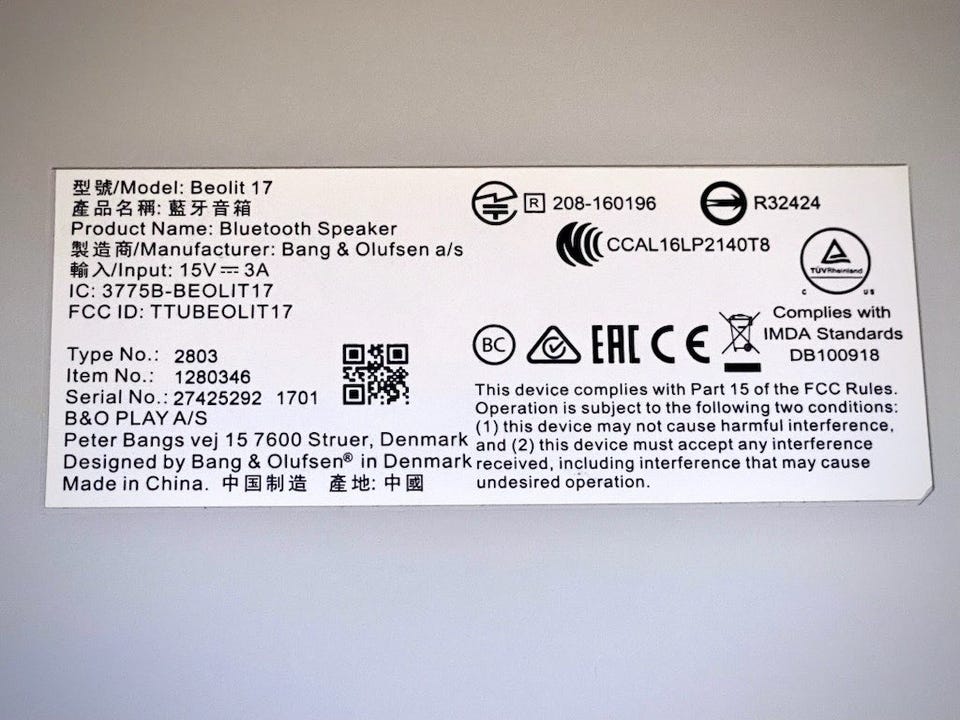 型號/Model: Beolit 17
產品名稱: 藍牙音箱
Product Name: Bluetooth Speaker
製造商/Manufacturer: Bang & Olufsen a/s
輸入/Input: 15V⎓3A
IC: 3775B-BEOLIT17
FCC ID: TTUBEOLIT17
Type No.: 2803
Item No.: 1280346
Serial No.: 27425292 1701
B&O PLAY A/S
Peter Bangs vej 15 7600 Struer, Denmark
Designed by Bang & Olufsen® in Denmark
Made in China. 中国制造 產地: 中國
R 208-160196
R32424
CCAL16LP2140T8
TÜVRheinland
C US
BC EAC CE
Complies with
IMDA Standards
DB100918
This device complies with Part 15 of the FCC Rules.
Operation is subject to the following two conditions:
(1) this device may not cause harmful interference,
and (2) this device must accept any interference
received, including interference that may cause
undesired operation.